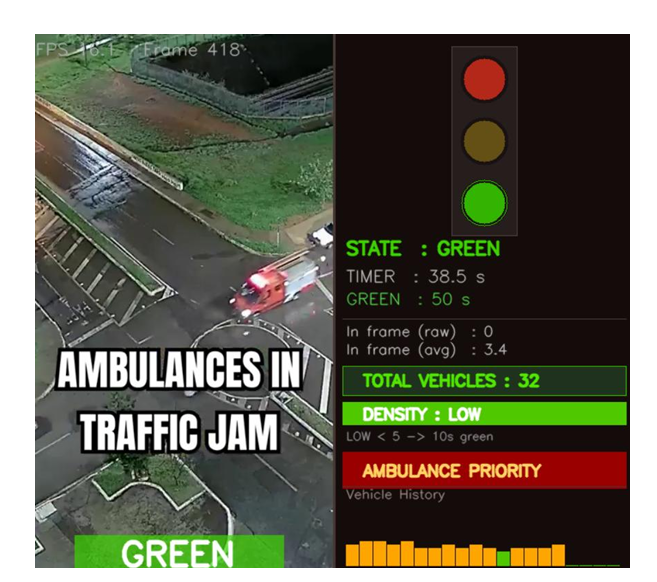 FPS 16.1  Frame 418
AMBULANCES IN
TRAFFIC JAM
GREEN
STATE : GREEN
TIMER : 38.5 s
GREEN : 50 s
In frame (raw) : 0
In frame (avg) : 3.4
TOTAL VEHICLES : 32
DENSITY : LOW
LOW < 5 -> 10s green
AMBULANCE PRIORITY
Vehicle History